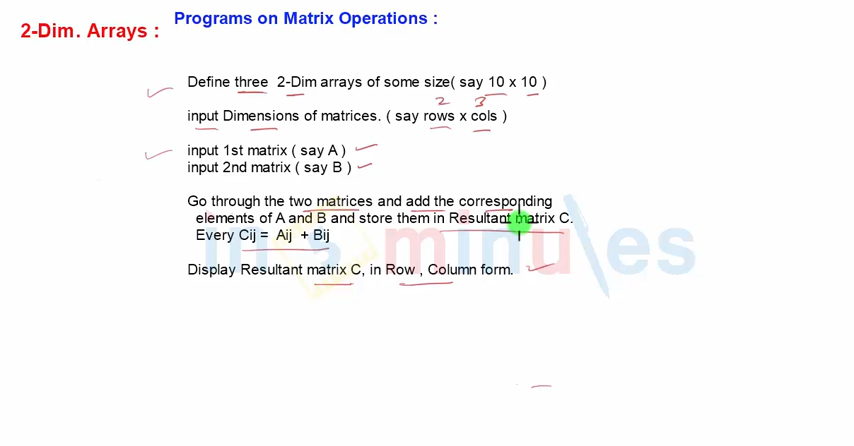 Programs on Matrix Operations :
2-Dim. Arrays :
Define three 2-Dim arrays of some size( say 10 x 10 )
2 3
input Dimensions of matrices. ( say rows x cols )
input 1st matrix ( say A )
input 2nd matrix ( say B )
Go through the two matrices and add the corresponding
elements of A and B and store them in Resultant matrix C.
Every Cij = Aij + Bij
Display Resultant matrix C, in Row , Column form.
in 5 minutes